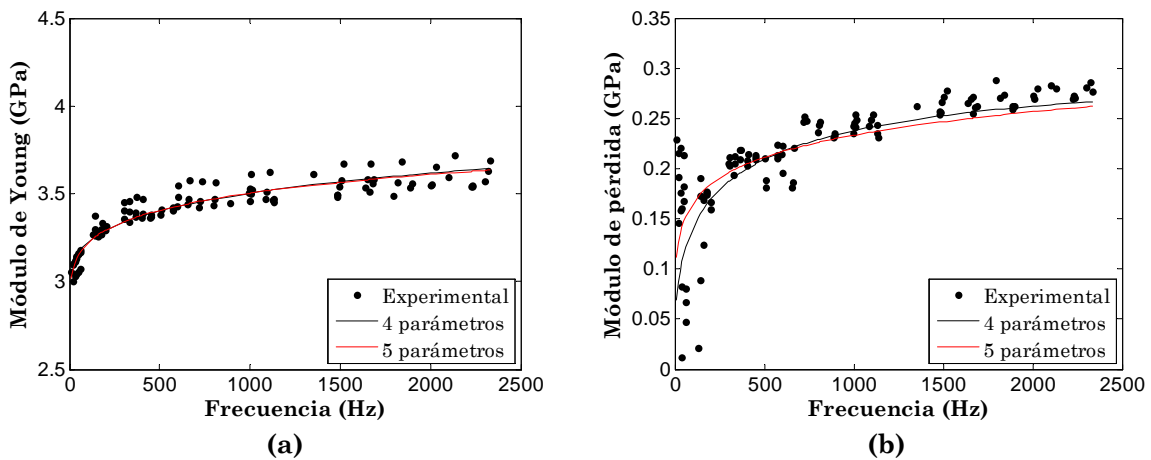 4.5
4
3.5
3
2.5
0 500 1000 1500 2000 2500
Módulo de Young (GPa)
Frecuencia (Hz)
Experimental
4 parámetros
5 parámetros
(a)
0.35
0.3
0.25
0.2
0.15
0.1
0.05
0
0 500 1000 1500 2000 2500
Módulo de pérdida (GPa)
Frecuencia (Hz)
Experimental
4 parámetros
5 parámetros
(b)